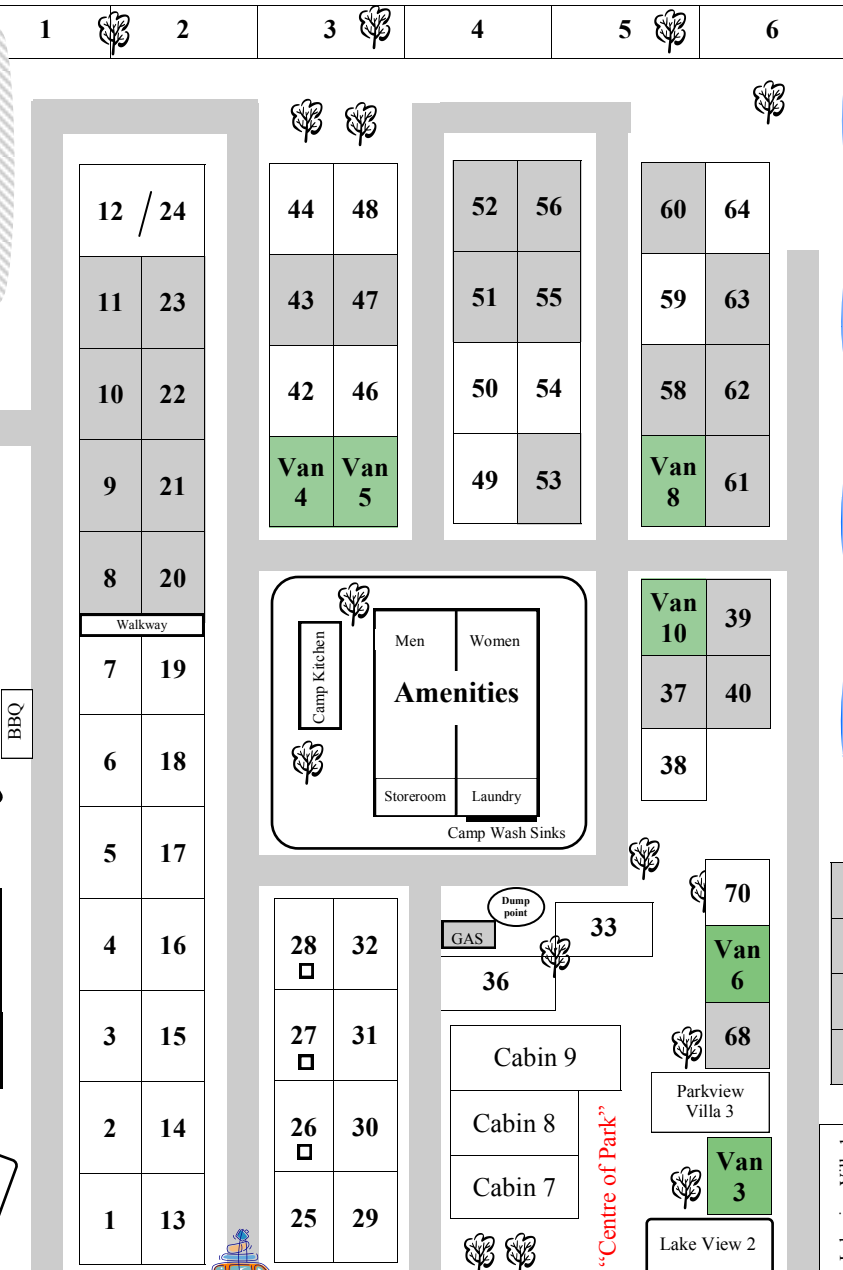 1 2 3 4 5 6
12 / 24
44 48
52 56
60 64
11 23
43 47
51 55
59 63
10 22
42 46
50 54
58 62
9 21
Van 4
Van 5
49 53
Van 8
61
8 20
Walkway
7 19
6 18
5 17
4 16
3 15
2 14
1 13
BBQ
Camp Kitchen
Men Women
Amenities
Storeroom Laundry
Camp Wash Sinks
Van 10
39
37 40
38
28 32
27 31
26 30
25 29
Dump
point
GAS
33
36
Cabin 9
Cabin 8
Cabin 7
"Centre of Park"
70
Van
6
68
Parkview
Villa 3
Van
3
Lake View 2